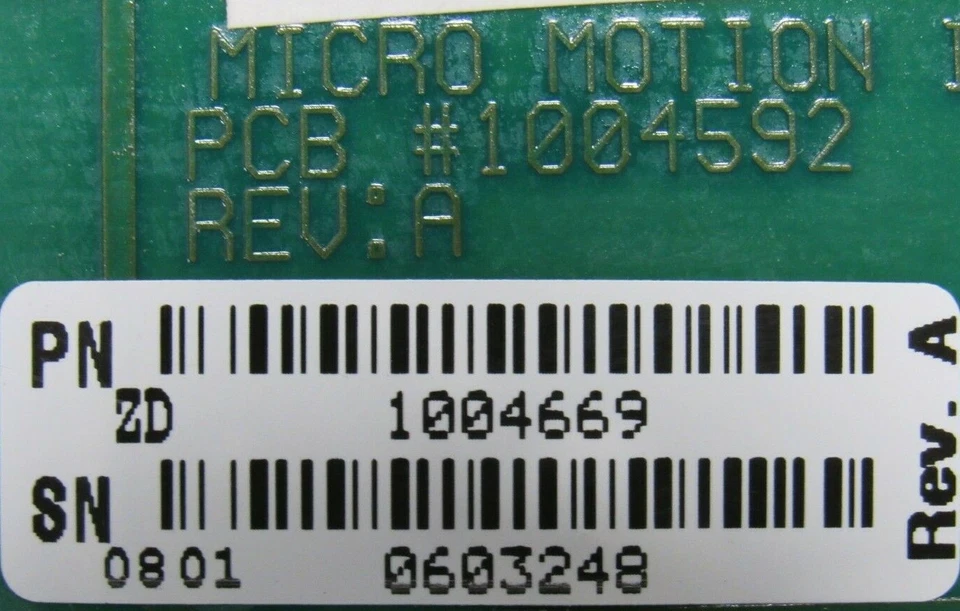 MICRO MOTION I
PCB #1004592
REV:A
PN
ZD 1004669
SN
0801 0603248
Rev. A